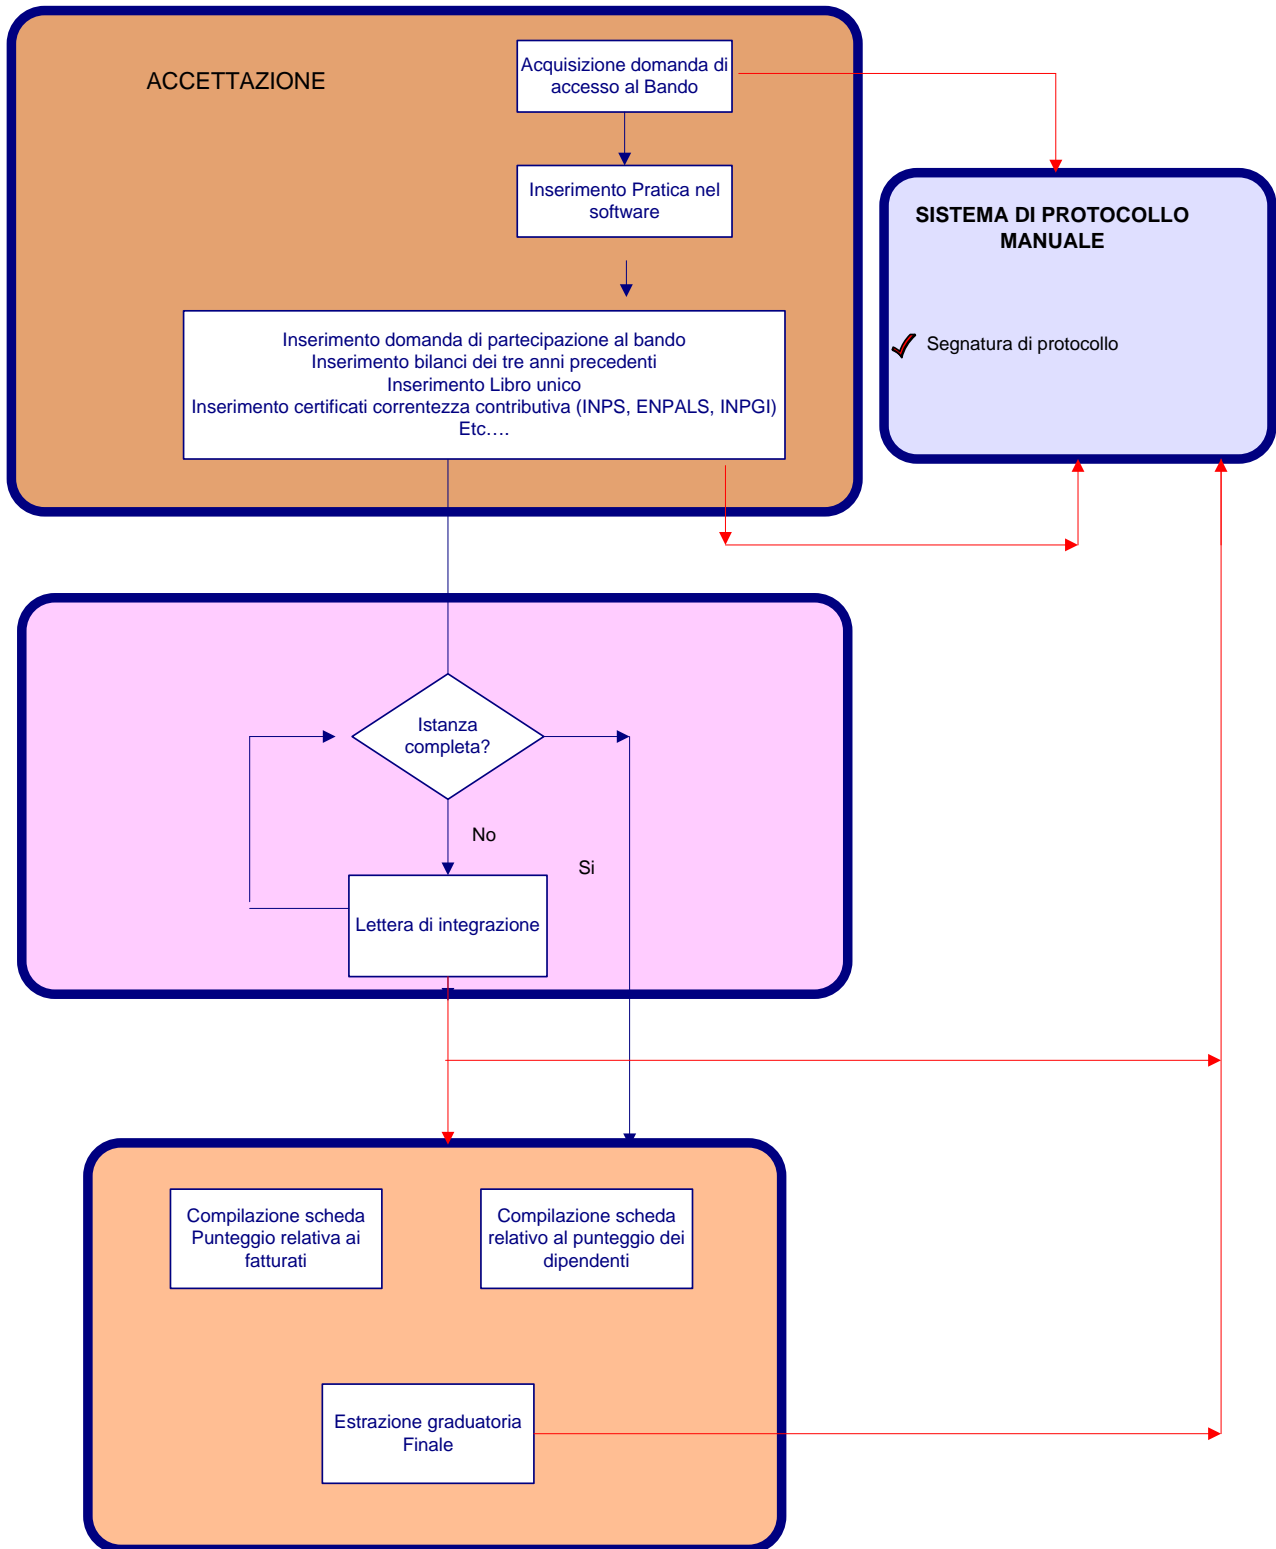 ACCETTAZIONE
Acquisizione domanda di
accesso al Bando
Inserimento Pratica nel
software
SISTEMA DI PROTOCOLLO
MANUALE
Segnatura di protocollo
Inserimento domanda di partecipazione al bando
Inserimento bilanci dei tre anni precedenti
Inserimento Libro unico
Inserimento certificati correntezza contributiva (INPS, ENPALS, INPGI)
Etc….
Istanza
completa?
No
Si
Lettera di integrazione
Compilazione scheda
Punteggio relativa ai
fatturati
Compilazione scheda
relativo al punteggio dei
dipendenti
Estrazione graduatoria
Finale